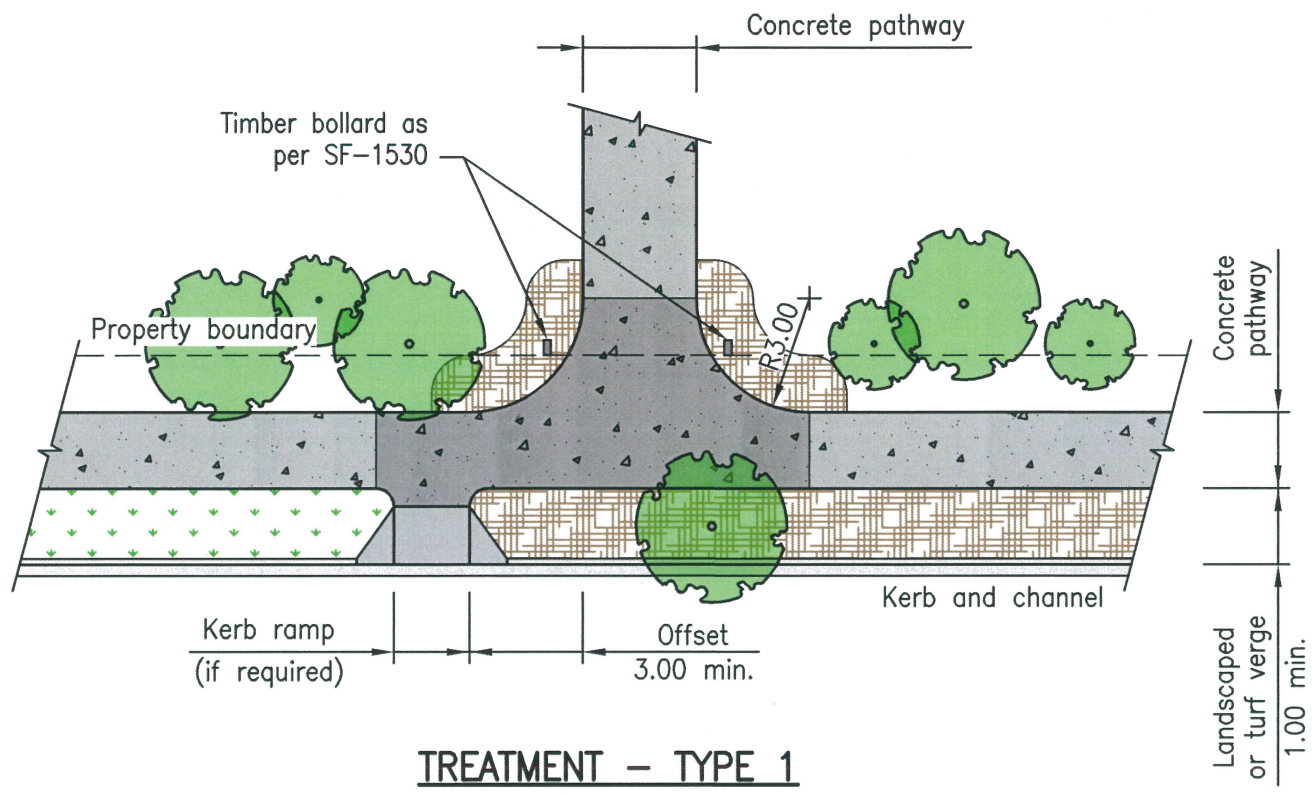 Concrete pathway
Timber bollard as
per SF-1530
Property boundary
R3.00
Concrete
pathway
Kerb and channel
Kerb ramp
(if required)
Offset
3.00 min.
Landscaped
or turf verge
1.00 min.
TREATMENT - TYPE 1